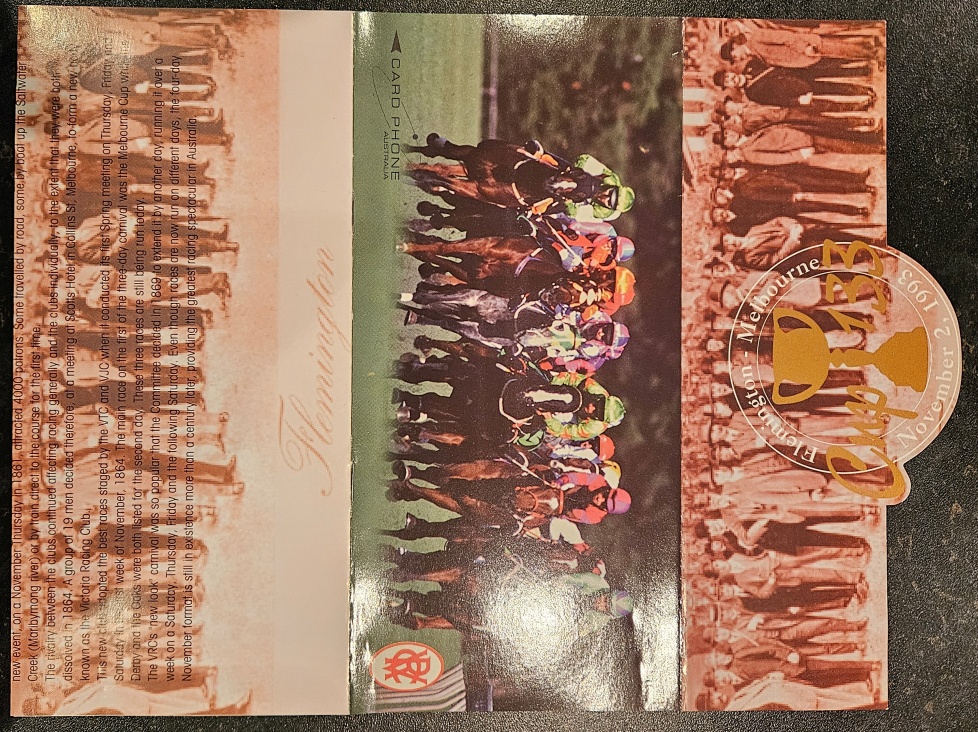 new event, on a November Thursday in 1861, attracted 4000 patrons. Some travelled by road, some by boat up the Saltwater
Creek (Maribyrnong river) or by train direct to the course for the first time.
The rivalry between the clubs continued affecting racing generally and the clubs individually, to the extent that they were both
dissolved in 1864. A group of 19 men decided therefore, at a meeting at Scotts Hotel in Collins St, Melbourne, to form a new
known as the Victoria Racing Club.
This new club adopted the best races staged by the VTC and VJC when it conducted its first Spring meeting on Thursday, Friday and
Saturday in the first week of November, 1864. The main race on the first of the three-day carnival was the Melbourne Cup with the
Derby and the Oaks were both listed for the second day. These three races are still being run today.
The VRC's 'new look' carnival was so popular that the Committee decided in 1869 to extend it by another day, running it over a
week on a Saturday, Thursday, Friday and the following Saturday. Even though races are now run on different days, the four-day
November format is still in existence more than a century later, providing the greatest racing spectacular in Australia.
Flemington
CARD PHONE
AUSTRALIA
Flemington - Melbourne
Cup 133
November 2, 1993